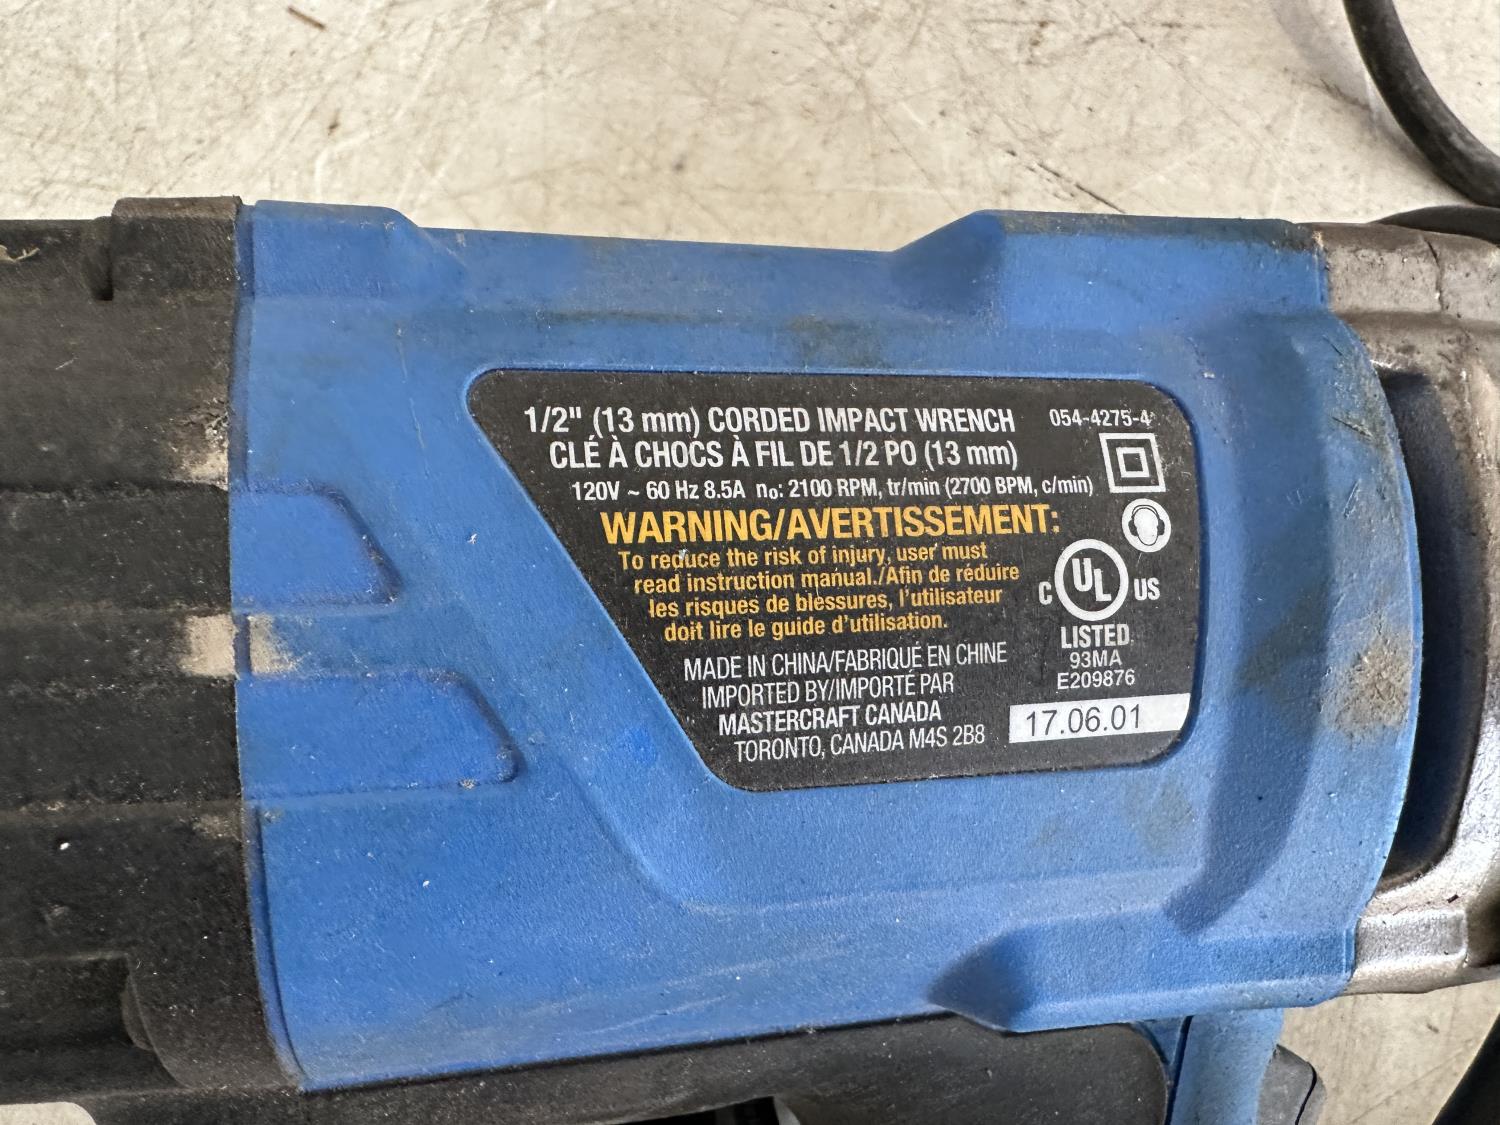 1/2" (13 mm) CORDED IMPACT WRENCH 054-4275-4
CLÉ À CHOCS À FIL DE 1/2 PO (13 mm)
120V ~ 60 Hz 8.5A n₀: 2100 RPM, tr/min (2700 BPM, c/min)
WARNING/AVERTISSEMENT:
To reduce the risk of injury, user must
read instruction manual./Afin de réduire
les risques de blessures, l'utilisateur
doit lire le guide d'utilisation.
C UL US
LISTED
93MA
E209876
MADE IN CHINA/FABRIQUÉ EN CHINE
IMPORTED BY/IMPORTÉ PAR
MASTERCRAFT CANADA
TORONTO, CANADA M4S 2B8
17.06.01